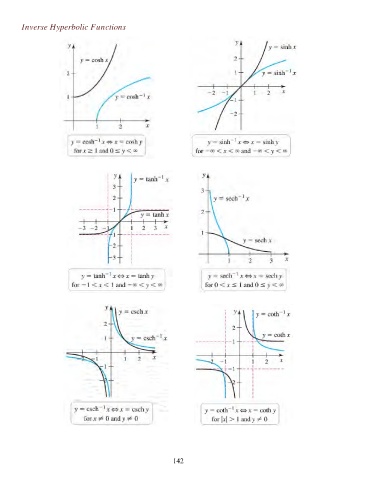 Inverse Hyperbolic Functions
y = cosh x
y = cosh⁻¹ x
y = cosh⁻¹ x ⇔ x = cosh y
for x ≥ 1 and 0 ≤ y < ∞
y = sinh x
y = sinh⁻¹ x
y = sinh⁻¹ x ⇔ x = sinh y
for −∞ < x < ∞ and −∞ < y < ∞
y = tanh⁻¹ x
y = tanh x
y = tanh⁻¹ x ⇔ x = tanh y
for −1 < x < 1 and −∞ < y < ∞
y = sech⁻¹ x
y = sech x
y = sech⁻¹ x ⇔ x = sech y
for 0 < x ≤ 1 and 0 ≤ y < ∞
y = csch x
y = csch⁻¹ x
y = csch⁻¹ x ⇔ x = csch y
for x ≠ 0 and y ≠ 0
y = coth⁻¹ x
y = coth x
y = coth⁻¹ x ⇔ x = coth y
for |x| > 1 and y ≠ 0
142